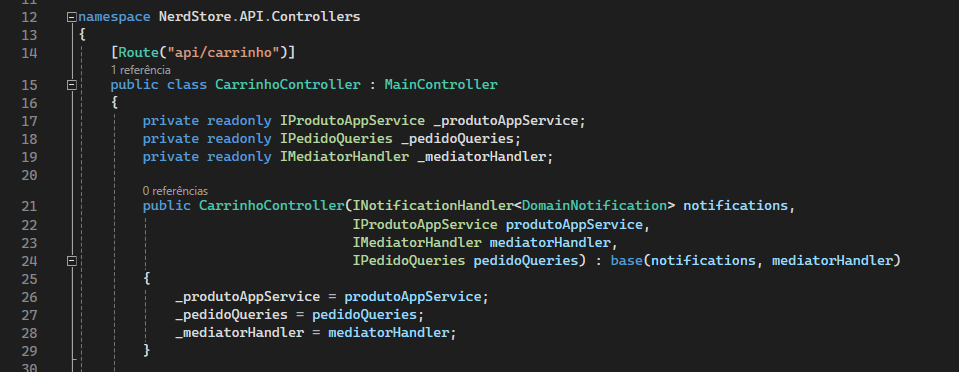 11
12 namespace NerdStore.API.Controllers
13 {
14 [Route("api/carrinho")]
1 referência
15 public class CarrinhoController : MainController
16 {
17 private readonly IProdutoAppService _produtoAppService;
18 private readonly IPedidoQueries _pedidoQueries;
19 private readonly IMediatorHandler _mediatorHandler;
20
0 referências
21 public CarrinhoController(INotificationHandler<DomainNotification> notifications,
22 IProdutoAppService produtoAppService,
23 IMediatorHandler mediatorHandler,
24 IPedidoQueries pedidoQueries) : base(notifications, mediatorHandler)
25 {
26 _produtoAppService = produtoAppService;
27 _pedidoQueries = pedidoQueries;
28 _mediatorHandler = mediatorHandler;
29 }
30